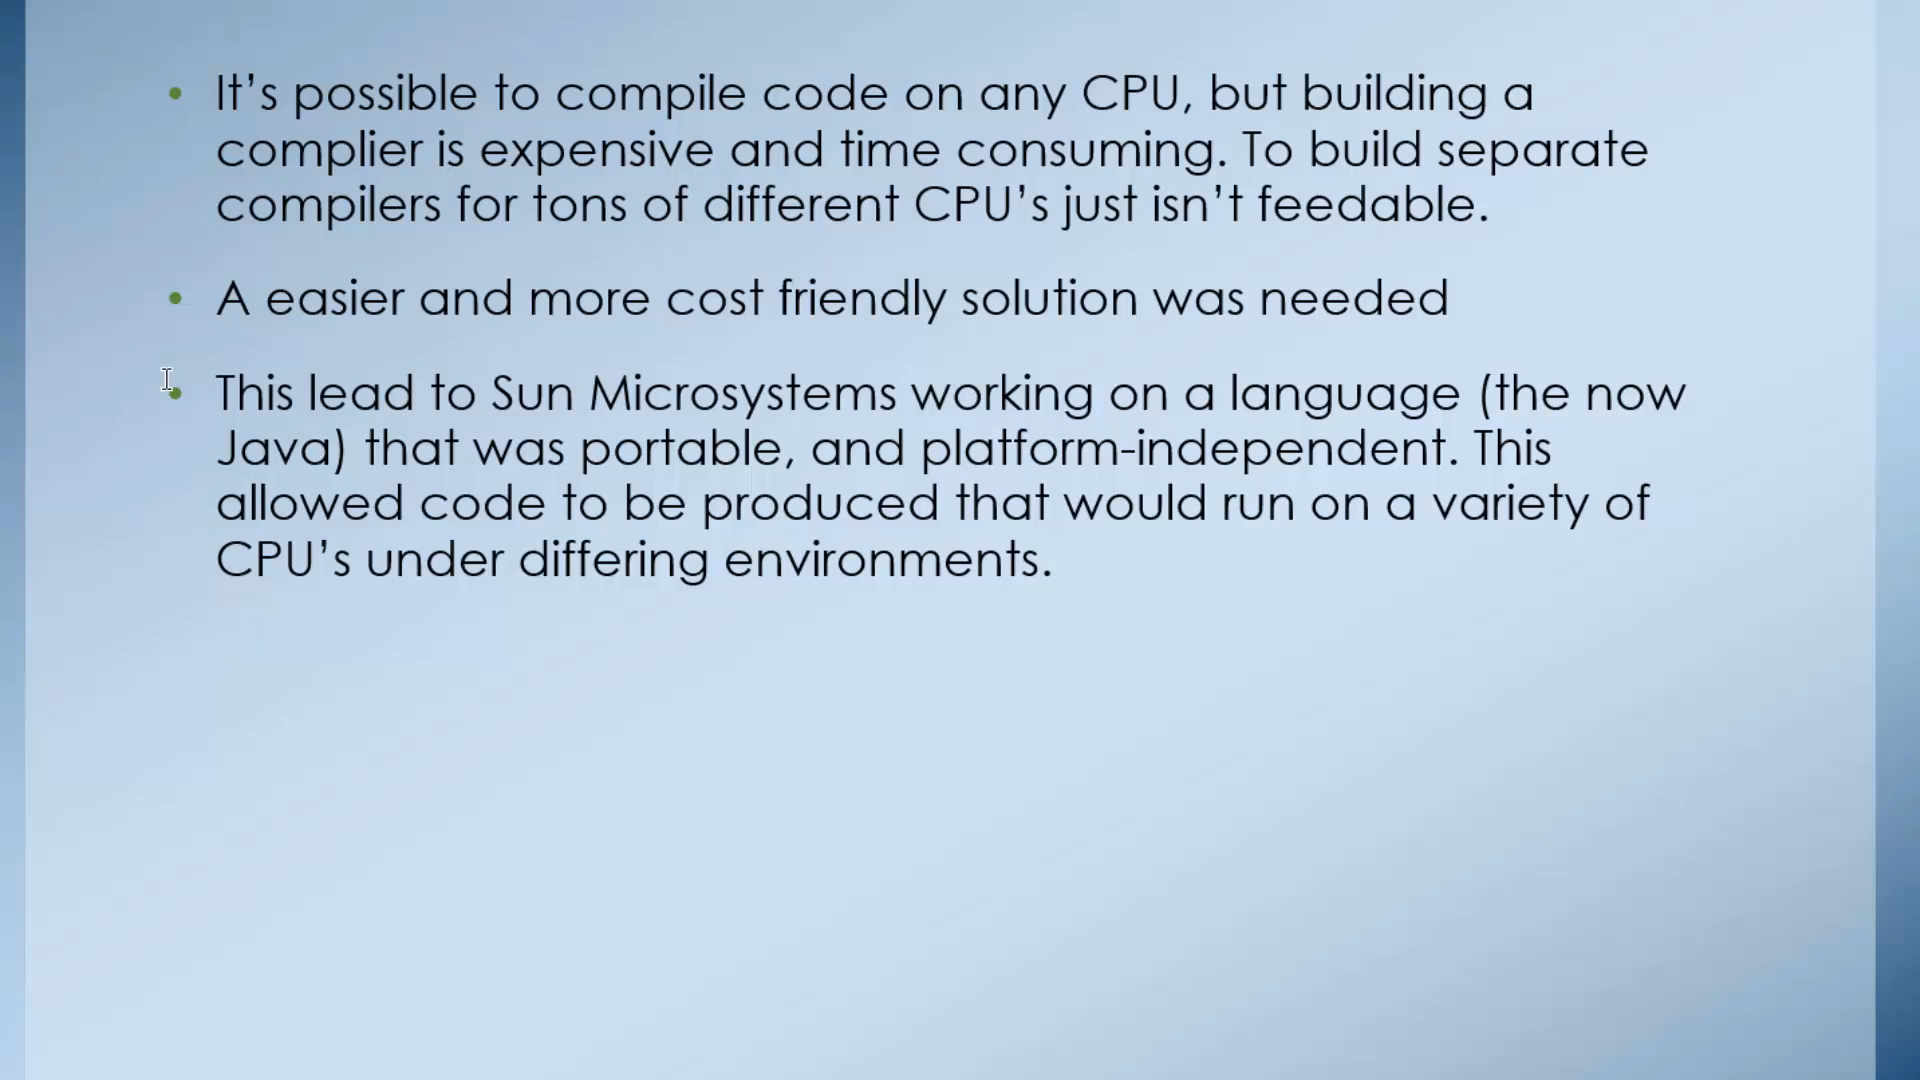 • It’s possible to compile code on any CPU, but building a
complier is expensive and time consuming. To build separate
compilers for tons of different CPU’s just isn’t feedable.
• A easier and more cost friendly solution was needed
• This lead to Sun Microsystems working on a language (the now
Java) that was portable, and platform-independent. This
allowed code to be produced that would run on a variety of
CPU’s under differing environments.